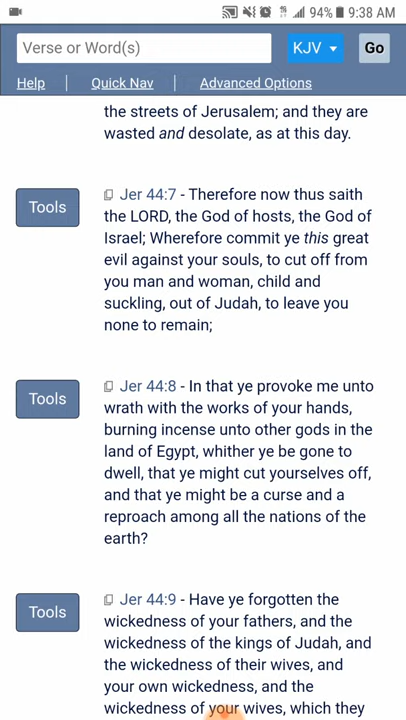 94% 9:38 AM
Verse or Word(s) KJV Go
Help | Quick Nav | Advanced Options
the streets of Jerusalem; and they are
wasted and desolate, as at this day.
Tools
Jer 44:7 - Therefore now thus saith
the LORD, the God of hosts, the God of
Israel; Wherefore commit ye this great
evil against your souls, to cut off from
you man and woman, child and
suckling, out of Judah, to leave you
none to remain;
Tools
Jer 44:8 - In that ye provoke me unto
wrath with the works of your hands,
burning incense unto other gods in the
land of Egypt, whither ye be gone to
dwell, that ye might cut yourselves off,
and that ye might be a curse and a
reproach among all the nations of the
earth?
Tools
Jer 44:9 - Have ye forgotten the
wickedness of your fathers, and the
wickedness of the kings of Judah, and
the wickedness of their wives, and
your own wickedness, and the
wickedness of your wives, which they